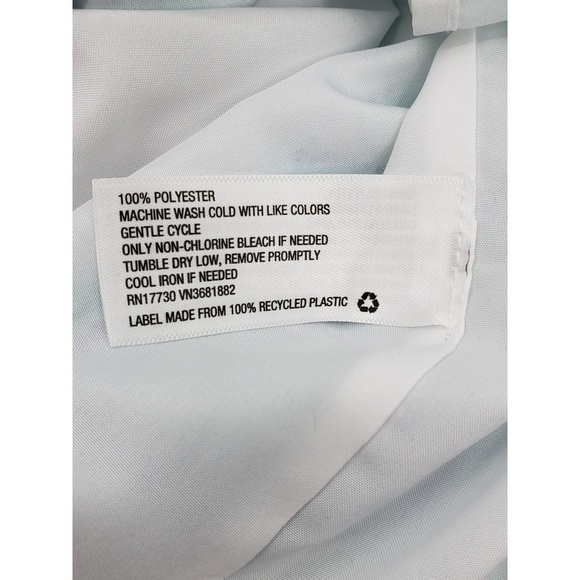 100% POLYESTER
MACHINE WASH COLD WITH LIKE COLORS
GENTLE CYCLE
ONLY NON-CHLORINE BLEACH IF NEEDED
TUMBLE DRY LOW, REMOVE PROMPTLY
COOL IRON IF NEEDED
RN17730 VN3681882
LABEL MADE FROM 100% RECYCLED PLASTIC